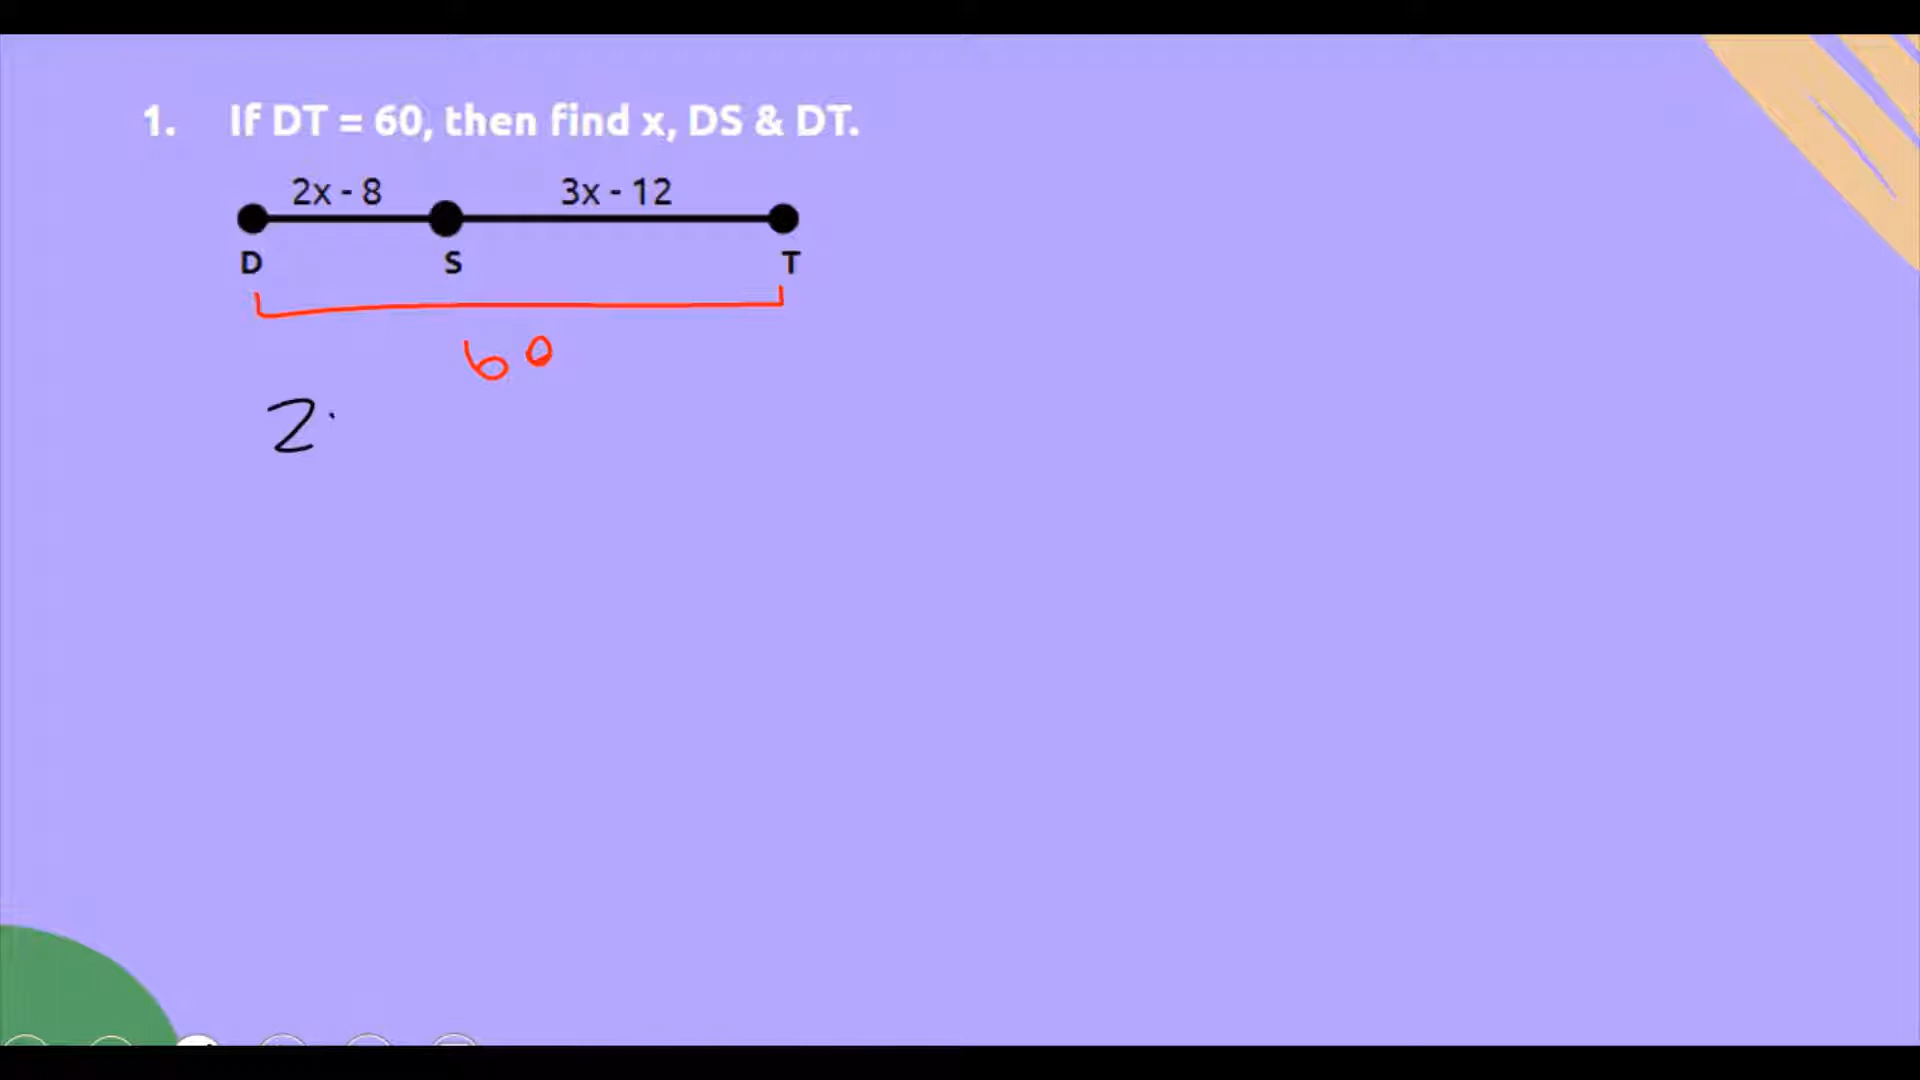 1. If DT = 60, then find x, DS & DT.
2x - 8 3x - 12
D S T
60
2